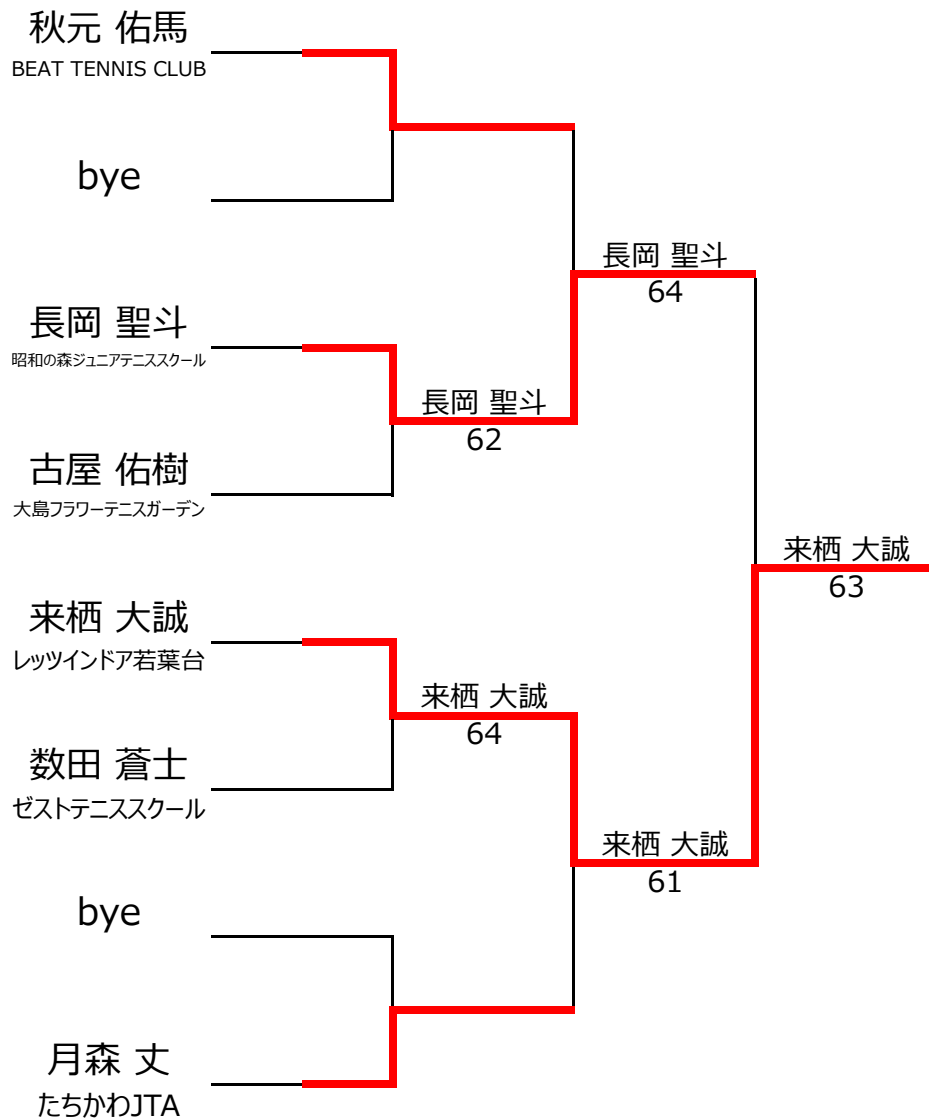 秋元 佑馬
BEAT TENNIS CLUB
bye
長岡 聖斗
64
長岡 聖斗
昭和の森ジュニアテニススクール
長岡 聖斗
62
古屋 佑樹
大島フラワーテニスガーデン
来栖 大誠
63
来栖 大誠
レッツインドア若葉台
来栖 大誠
64
数田 蒼士
ゼストテニススクール
来栖 大誠
61
bye
月森 丈
たちかわJTA